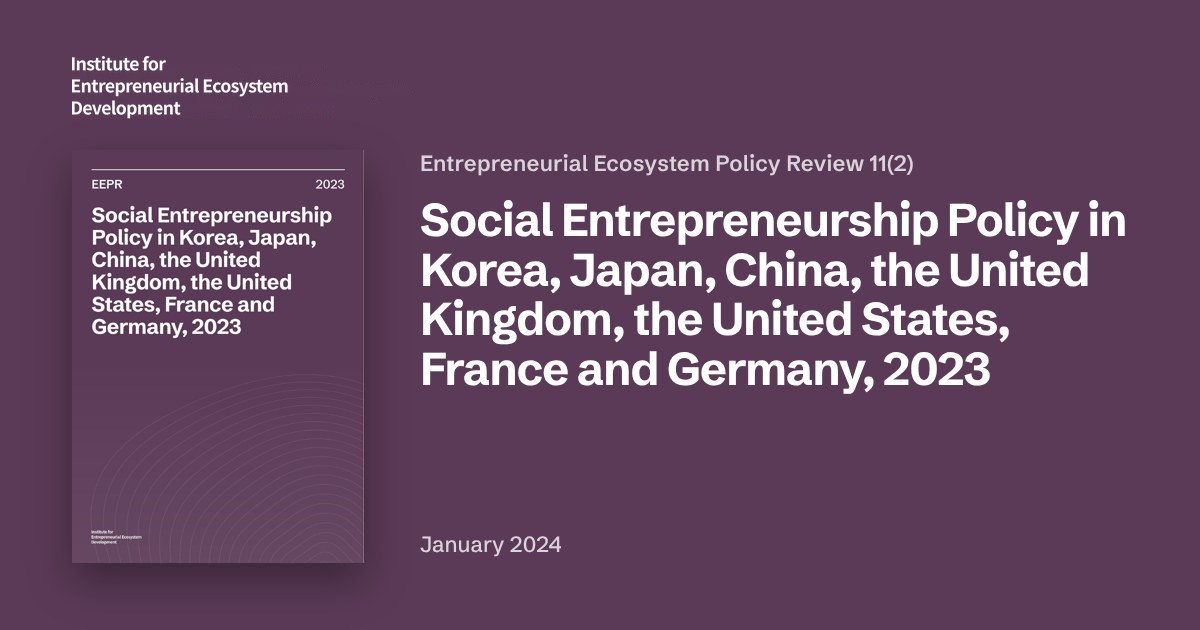 Institute for
Entrepreneurial Ecosystem
Development
EEPR 2023
Social Entrepreneurship
Policy in Korea, Japan,
China, the United
Kingdom, the United
States, France and
Germany, 2023
Institute for
Entrepreneurial Ecosystem
Development
Entrepreneurial Ecosystem Policy Review 11(2)
Social Entrepreneurship Policy in
Korea, Japan, China, the United
Kingdom, the United States,
France and Germany, 2023
January 2024